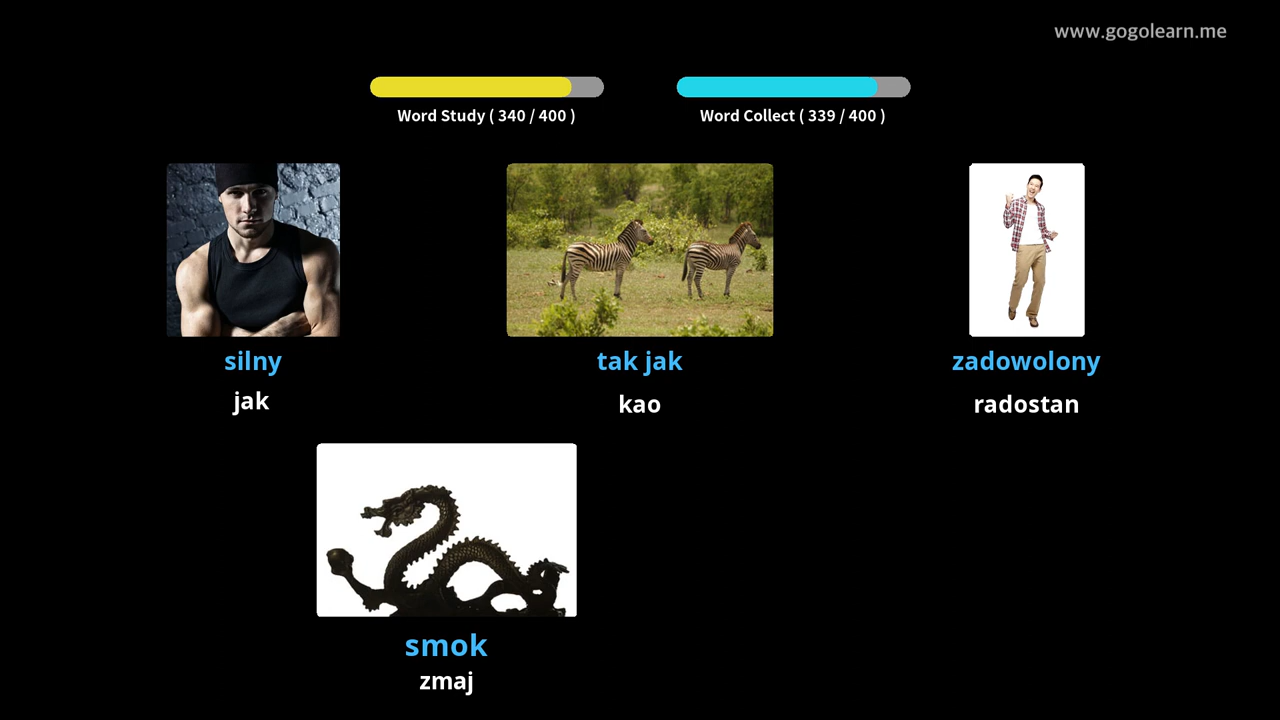 www.gogolearn.me
Word Study ( 340 / 400 )
Word Collect ( 339 / 400 )
silny
tak jak
zadowolony
jak
kao
radostan
smok
zmaj